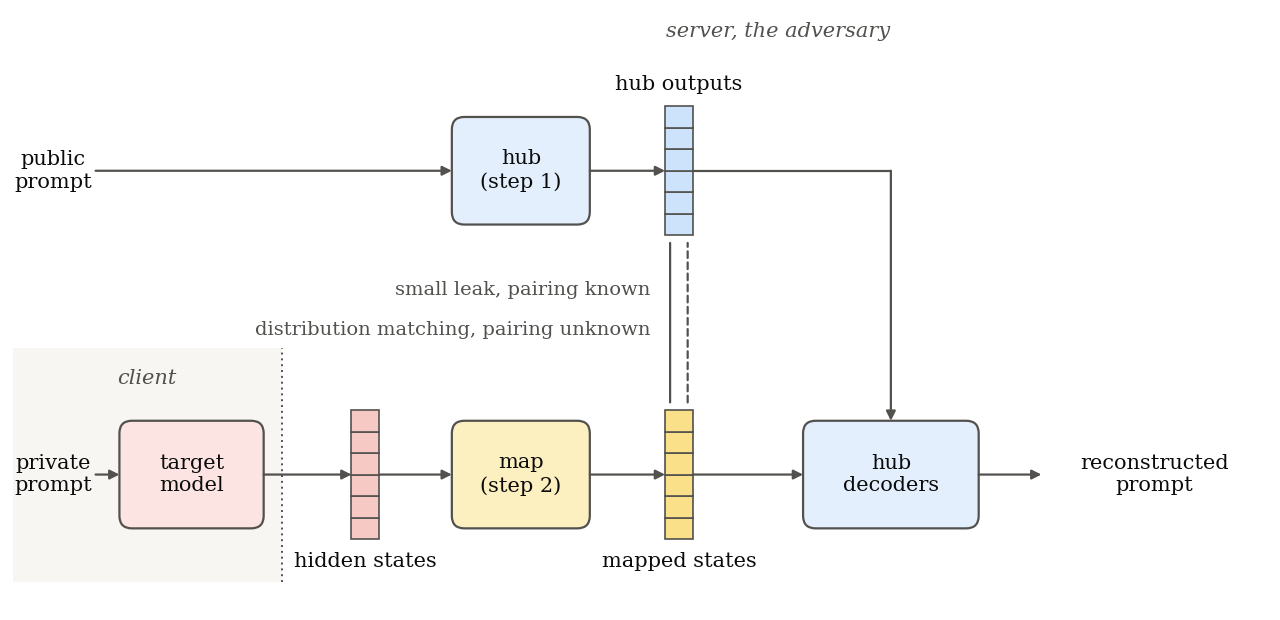 server, the adversary
hub outputs
public
prompt
hub
(step 1)
small leak, pairing known
distribution matching, pairing unknown
client
private
prompt
target
model
hidden states
map
(step 2)
mapped states
hub
decoders
reconstructed
prompt